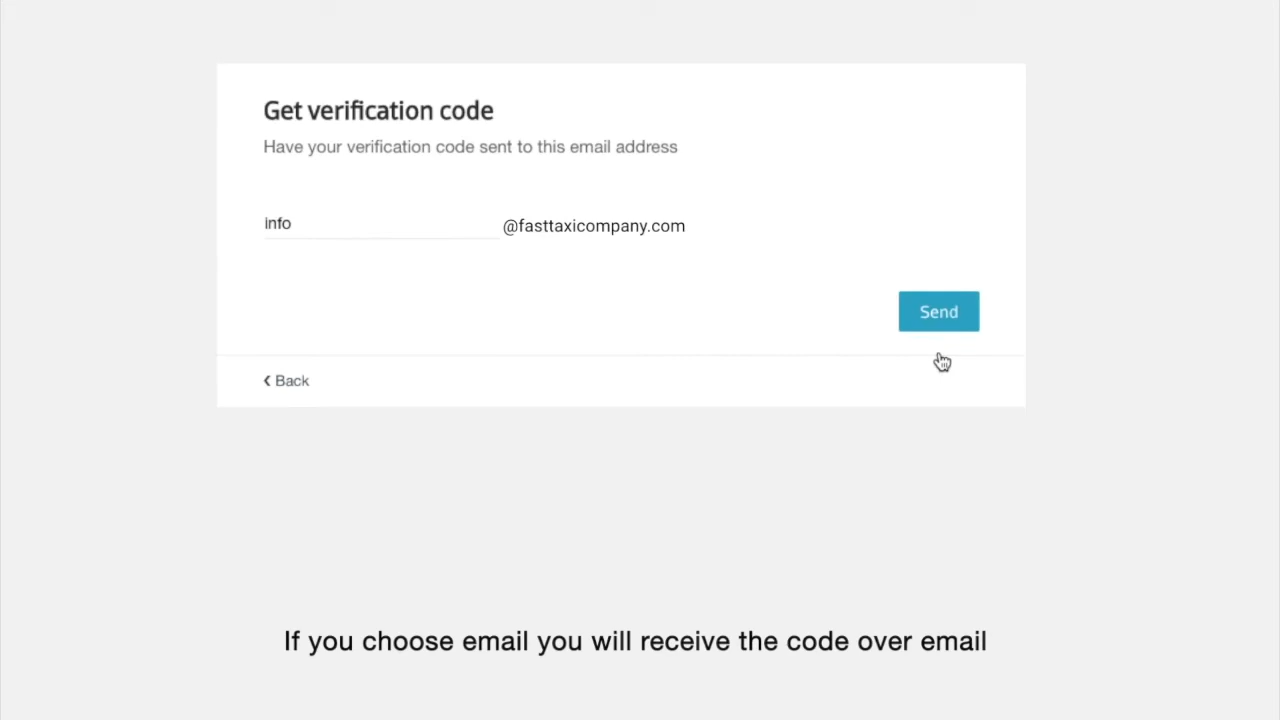 Get verification code
Have your verification code sent to this email address
info @fasttaxicompany.com
Send
Back
If you choose email you will receive the code over email